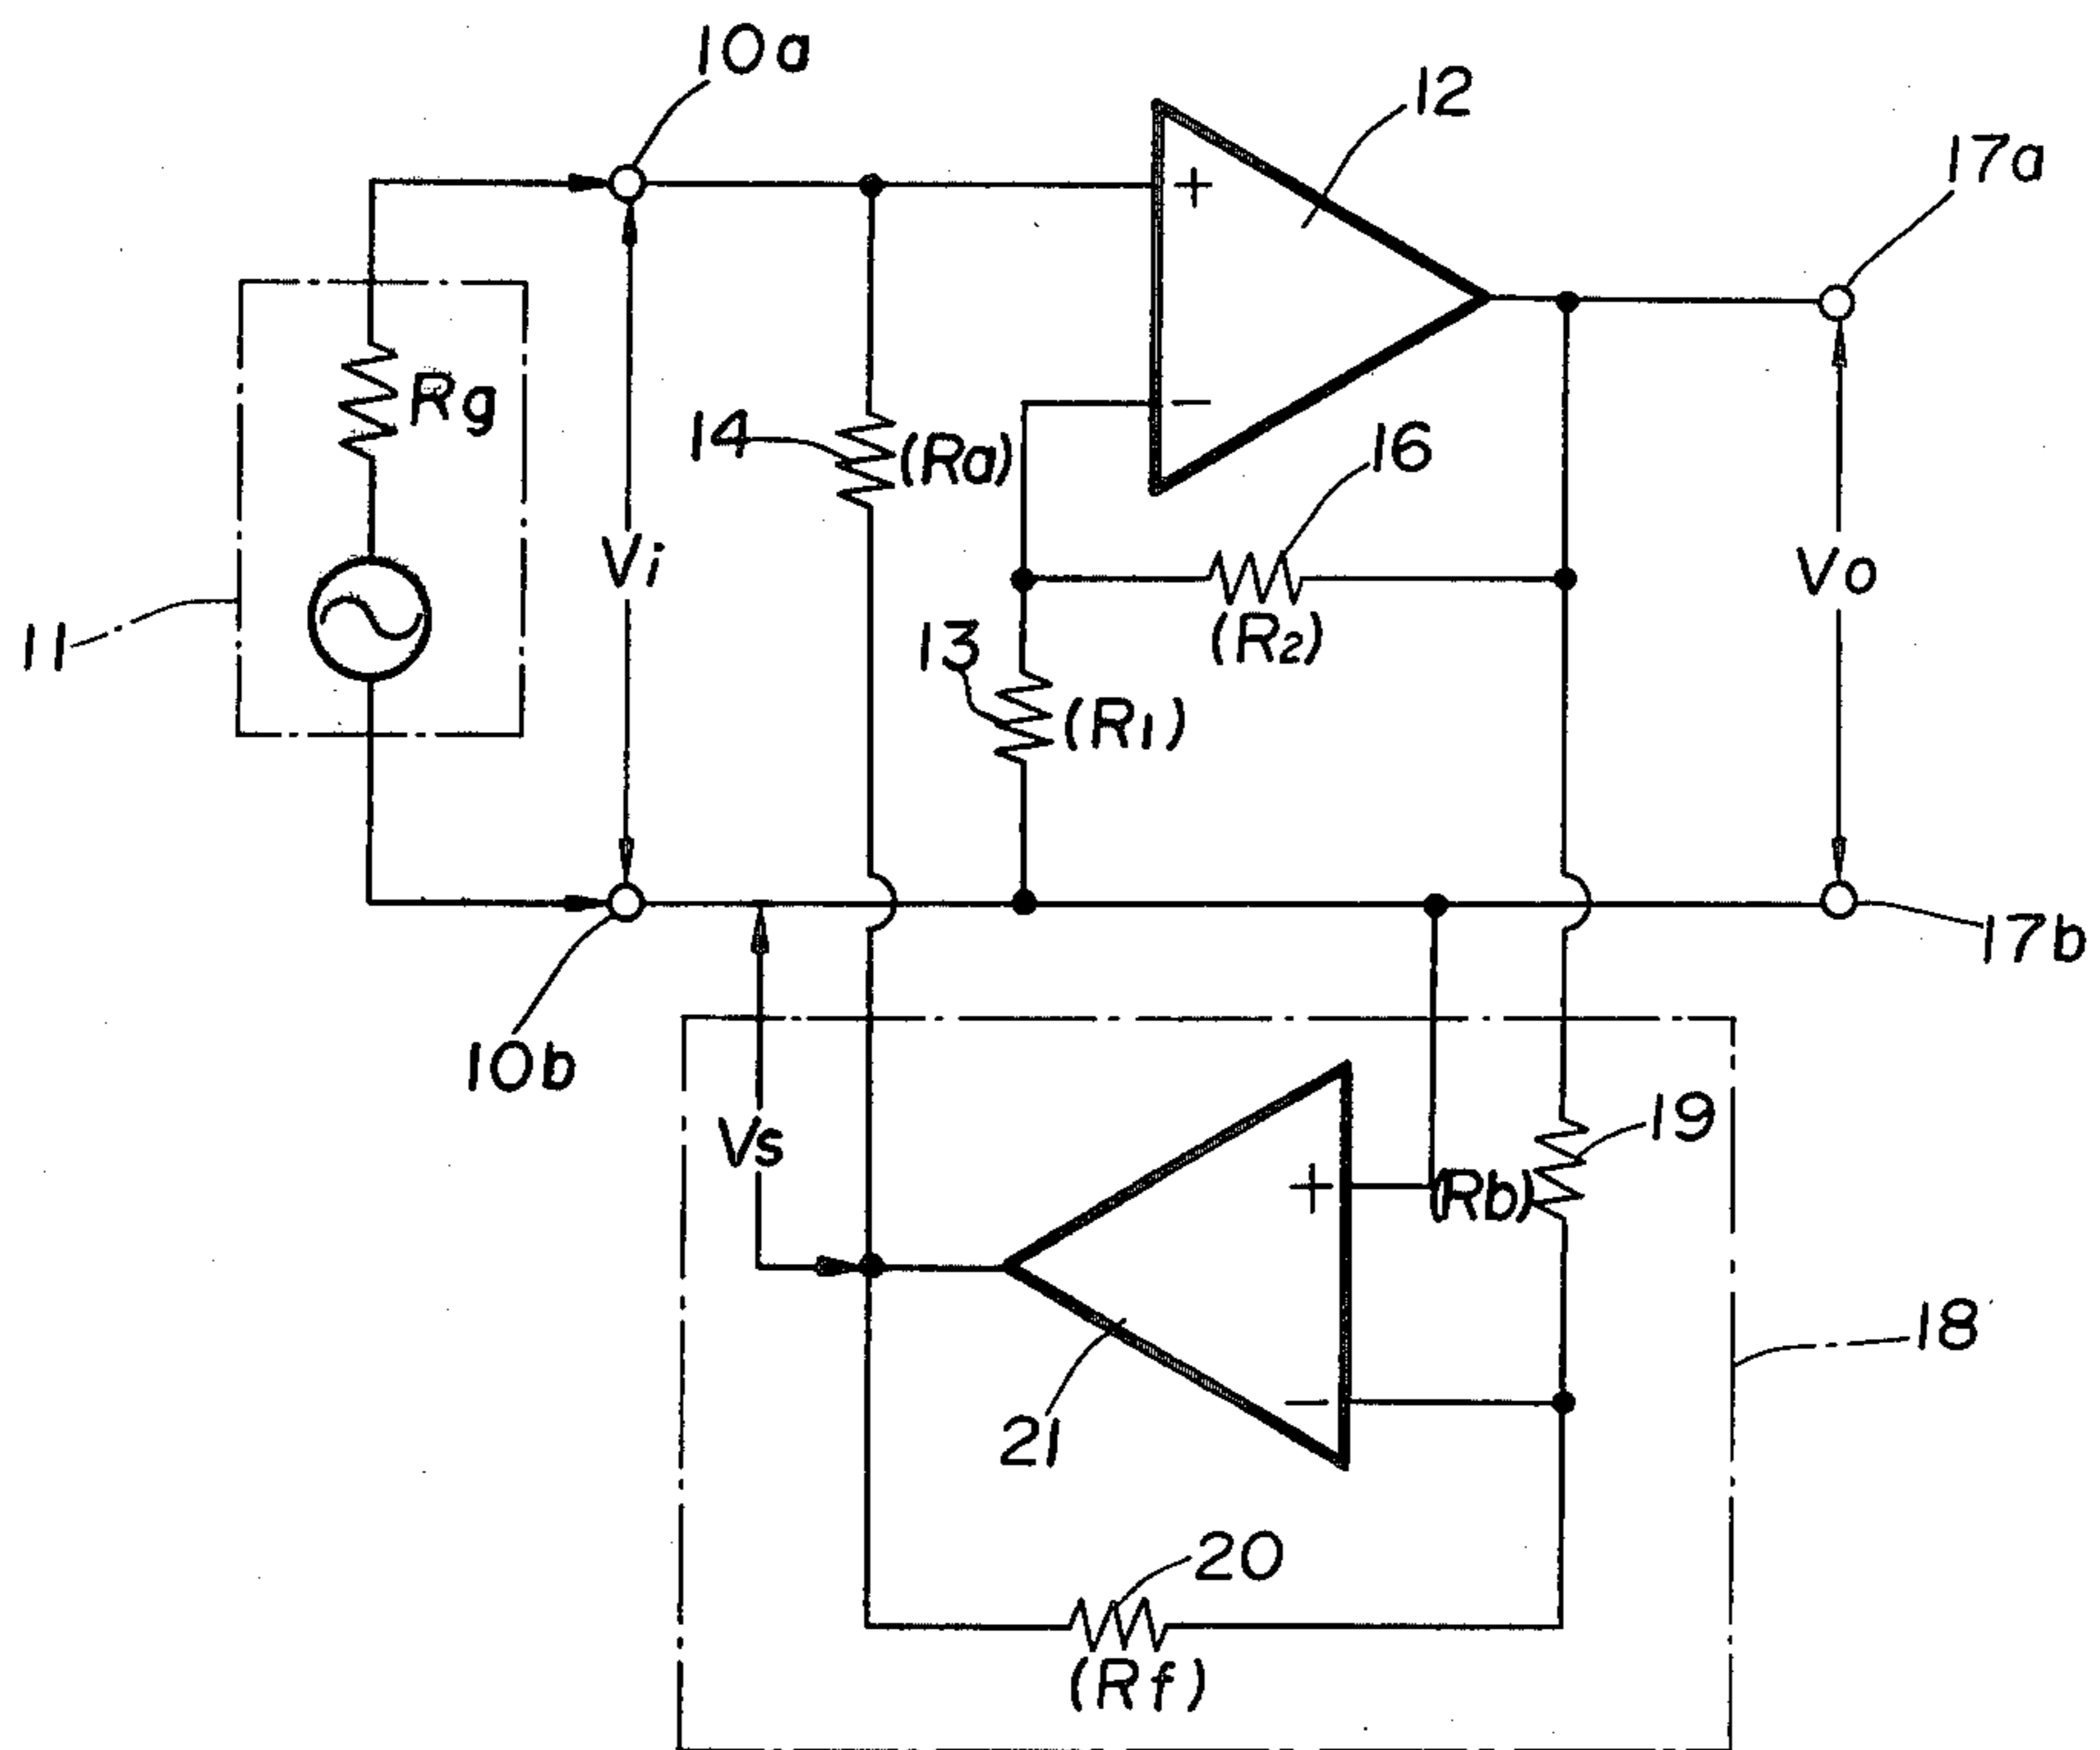 10a
12
17a
+
Rg
14
(Ra)
−
16
Vi
Vo
11
(R2)
13
(R1)
17b
10b
19
Vs
+
(Rb)
18
−
21
20
(Rf)